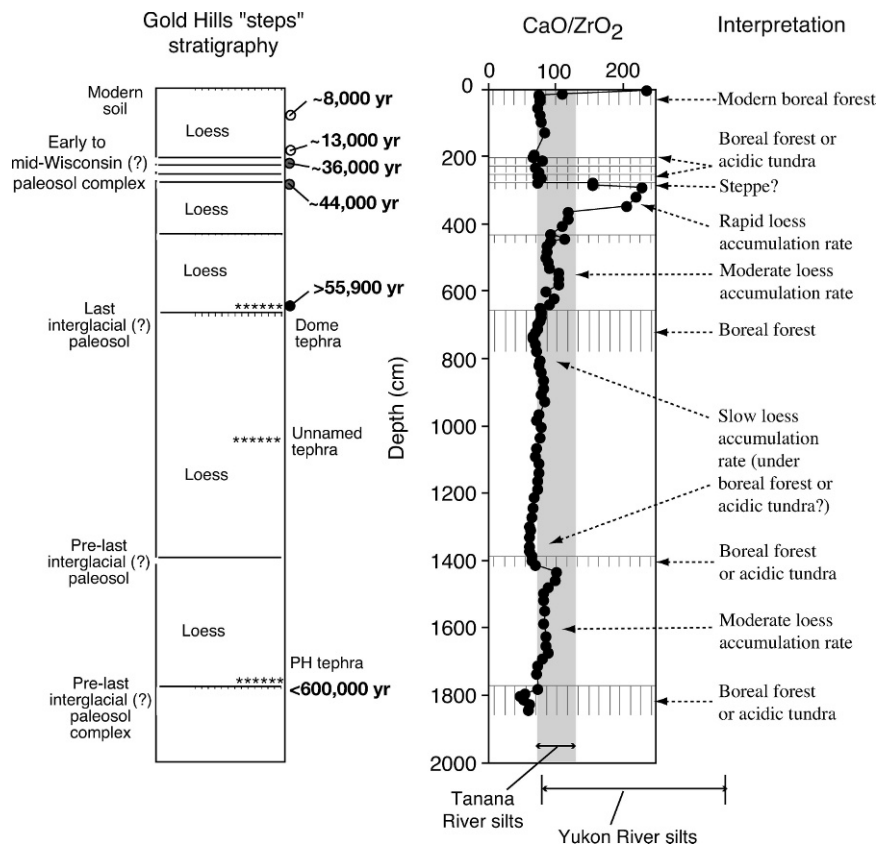 Gold Hills "steps"
stratigraphy
Modern
soil
Loess
~8,000 yr
~13,000 yr
Early to
mid-Wisconsin (?)
paleosol complex
~36,000 yr
~44,000 yr
Loess
Loess
>55,900 yr
******
Last
interglacial (?)
paleosol
Dome
tephra
******
Unnamed
tephra
Loess
Pre-last
interglacial (?)
paleosol
Loess
PH tephra
******
<600,000 yr
Pre-last
interglacial (?)
paleosol
complex
CaO/ZrO2
0 100 200
Depth (cm)
0
200
400
600
800
1000
1200
1400
1600
1800
2000
Tanana
River silts
Yukon River silts
Interpretation
Modern boreal forest
Boreal forest or
acidic tundra
Steppe?
Rapid loess
accumulation rate
Moderate loess
accumulation rate
Boreal forest
Slow loess
accumulation
rate (under
boreal forest or
acidic tundra?)
Boreal forest
or acidic tundra
Moderate loess
accumulation rate
Boreal forest
or acidic tundra